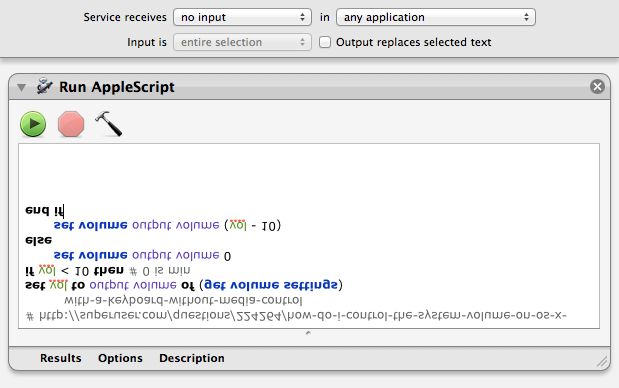 Service receives no input in any application
Input is entire selection Output replaces selected text
Run AppleScript
# http://superuser.com/questions/224264/how-do-i-control-the-system-volume-on-os-x-
with-a-keyboard-without-media-control
set vol to output volume of (get volume settings)
if vol < 10 then # 0 is min
set volume output volume 0
else
set volume output volume (vol - 10)
end if
Results Options Description